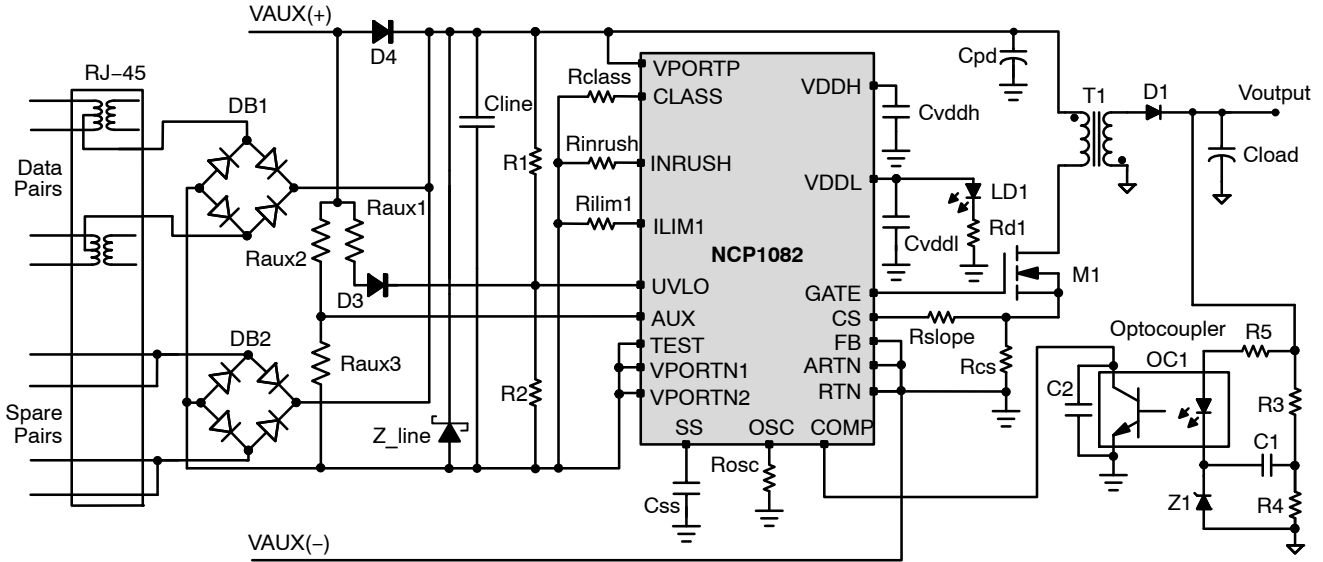 VAUX(+)
D4
RJ–45
DB1
Data
Pairs
Raux1
Raux2
D3
DB2
Raux3
Spare
Pairs
Z_line
Cline
R1
R2
Rclass
Rinrush
Rilim1
VPORTP
CLASS
INRUSH
ILIM1
NCP1082
UVLO
AUX
TEST
VPORTN1
VPORTN2
SS
OSC
COMP
VDDH
VDDL
GATE
CS
FB
ARTN
RTN
Css
Rosc
Cpd
Cvddh
LD1
Rd1
Cvddl
M1
Rslope
Rcs
T1
D1
Voutput
Cload
Optocoupler
OC1
R5
C2
R3
C1
Z1
R4
VAUX(–)